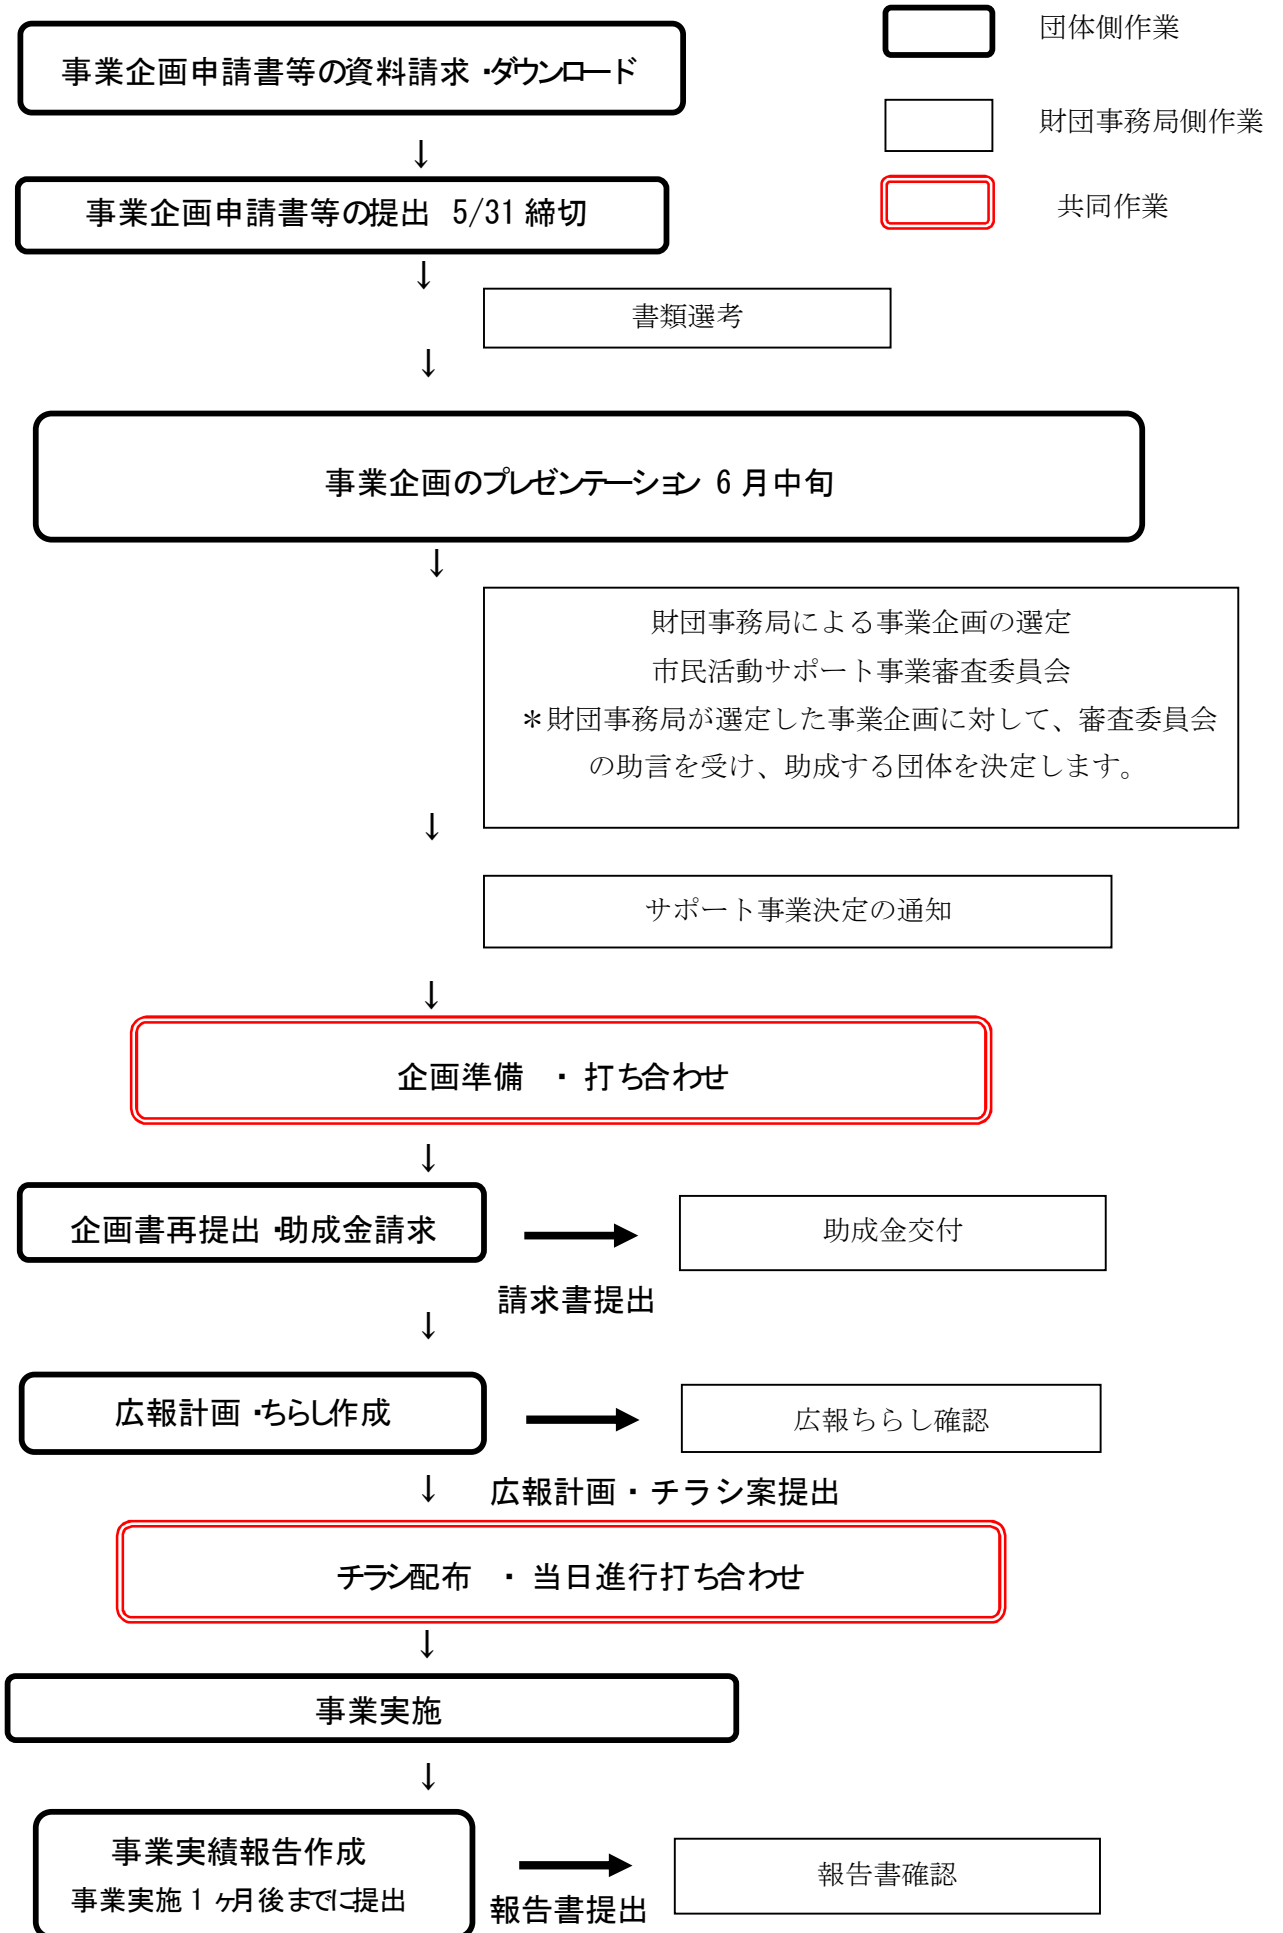 団体側作業
事業企画申請書等の資料請求・ダウンロード
財団事務局側作業
事業企画申請書等の提出 5/31 締切
共同作業
書類選考
事業企画のプレゼンテーション 6 月中旬
財団事務局による事業企画の選定
市民活動サポート事業審査委員会
＊財団事務局が選定した事業企画に対して、審査委員会
の助言を受け、助成する団体を決定します。
サポート事業決定の通知
企画準備 ・ 打ち合わせ
企画書再提出・助成金請求
助成金交付
請求書提出
広報計画・ちらし作成
広報ちらし確認
広報計画・チラシ案提出
チラシ配布 ・ 当日進行打ち合わせ
事業実施
事業実績報告作成
事業実施 1 ヶ月後までに提出
報告書確認
報告書提出